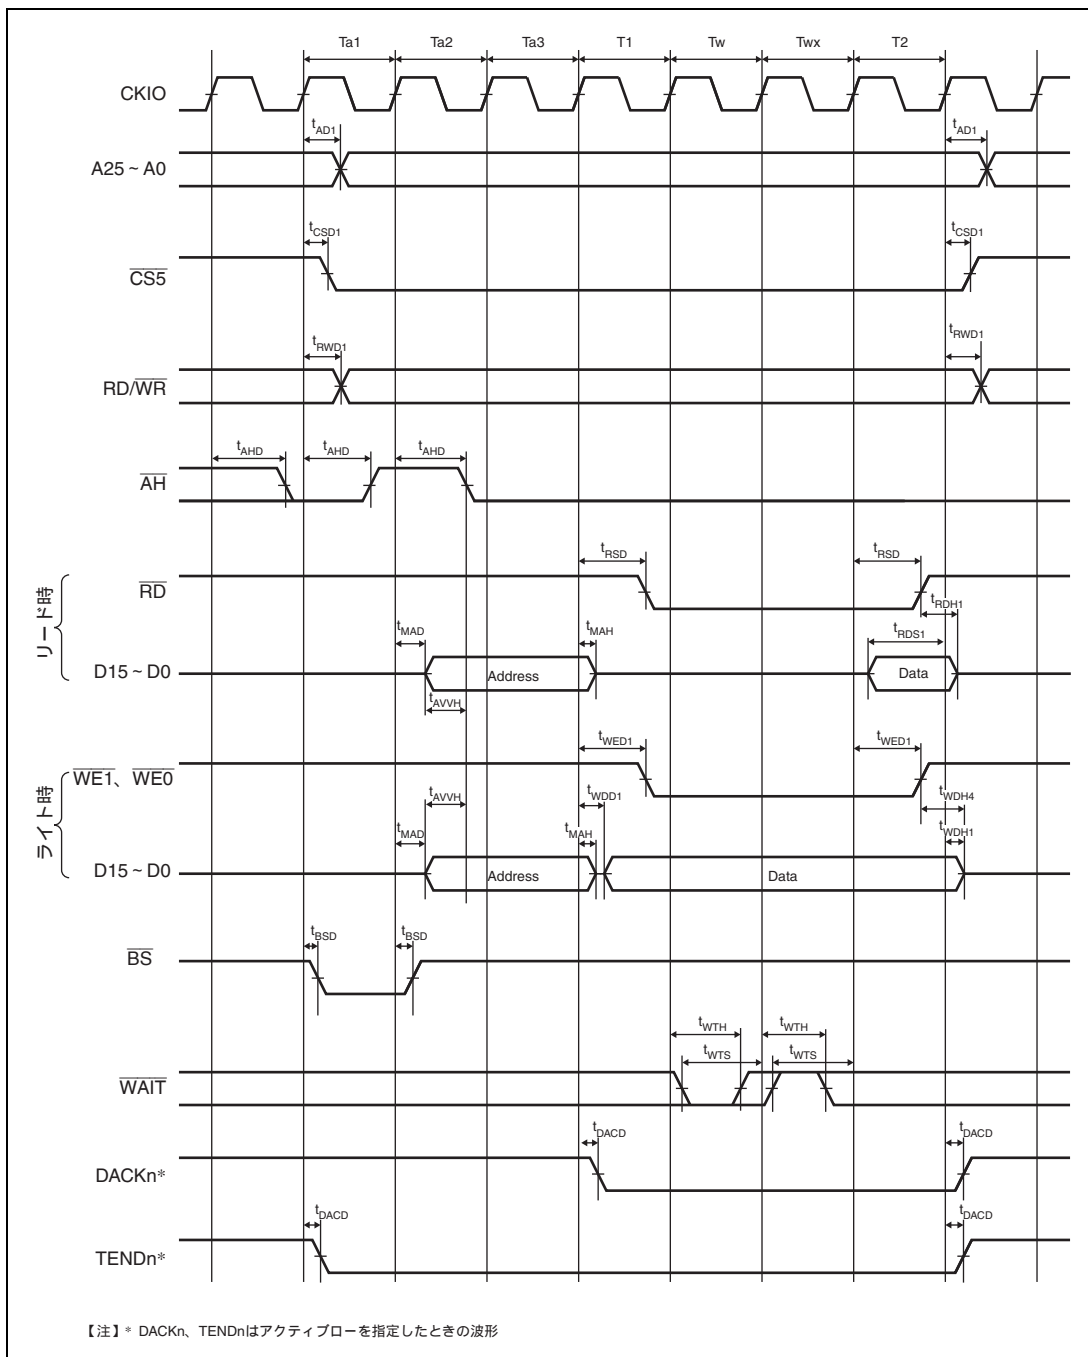 Ta1 Ta2 Ta3 T1 Tw Twx T2
CKIO
tAD1 tAD1
A25～A0
tCSD1 tCSD1
CS5
tRWD1 tRWD1
RD/WR
tAHD tAHD tAHD
AH
tRSD tRSD
リード時
RD
tRDH1
tMAD tMAH tRDS1
D15～D0 Address Data
tAVVH
tWED1 tWED1
ライト時
WE1、WE0
tAVVH tWDD1 tWDH4
tMAD tMAH tWDH1
D15～D0 Address Data
tBSD tBSD
BS
tWTH tWTH
tWTS tWTS
WAIT
tDACD tDACD
DACKn*
tDACD tDACD
TENDn*
【注】* DACKn、TENDnはアクティブローを指定したときの波形